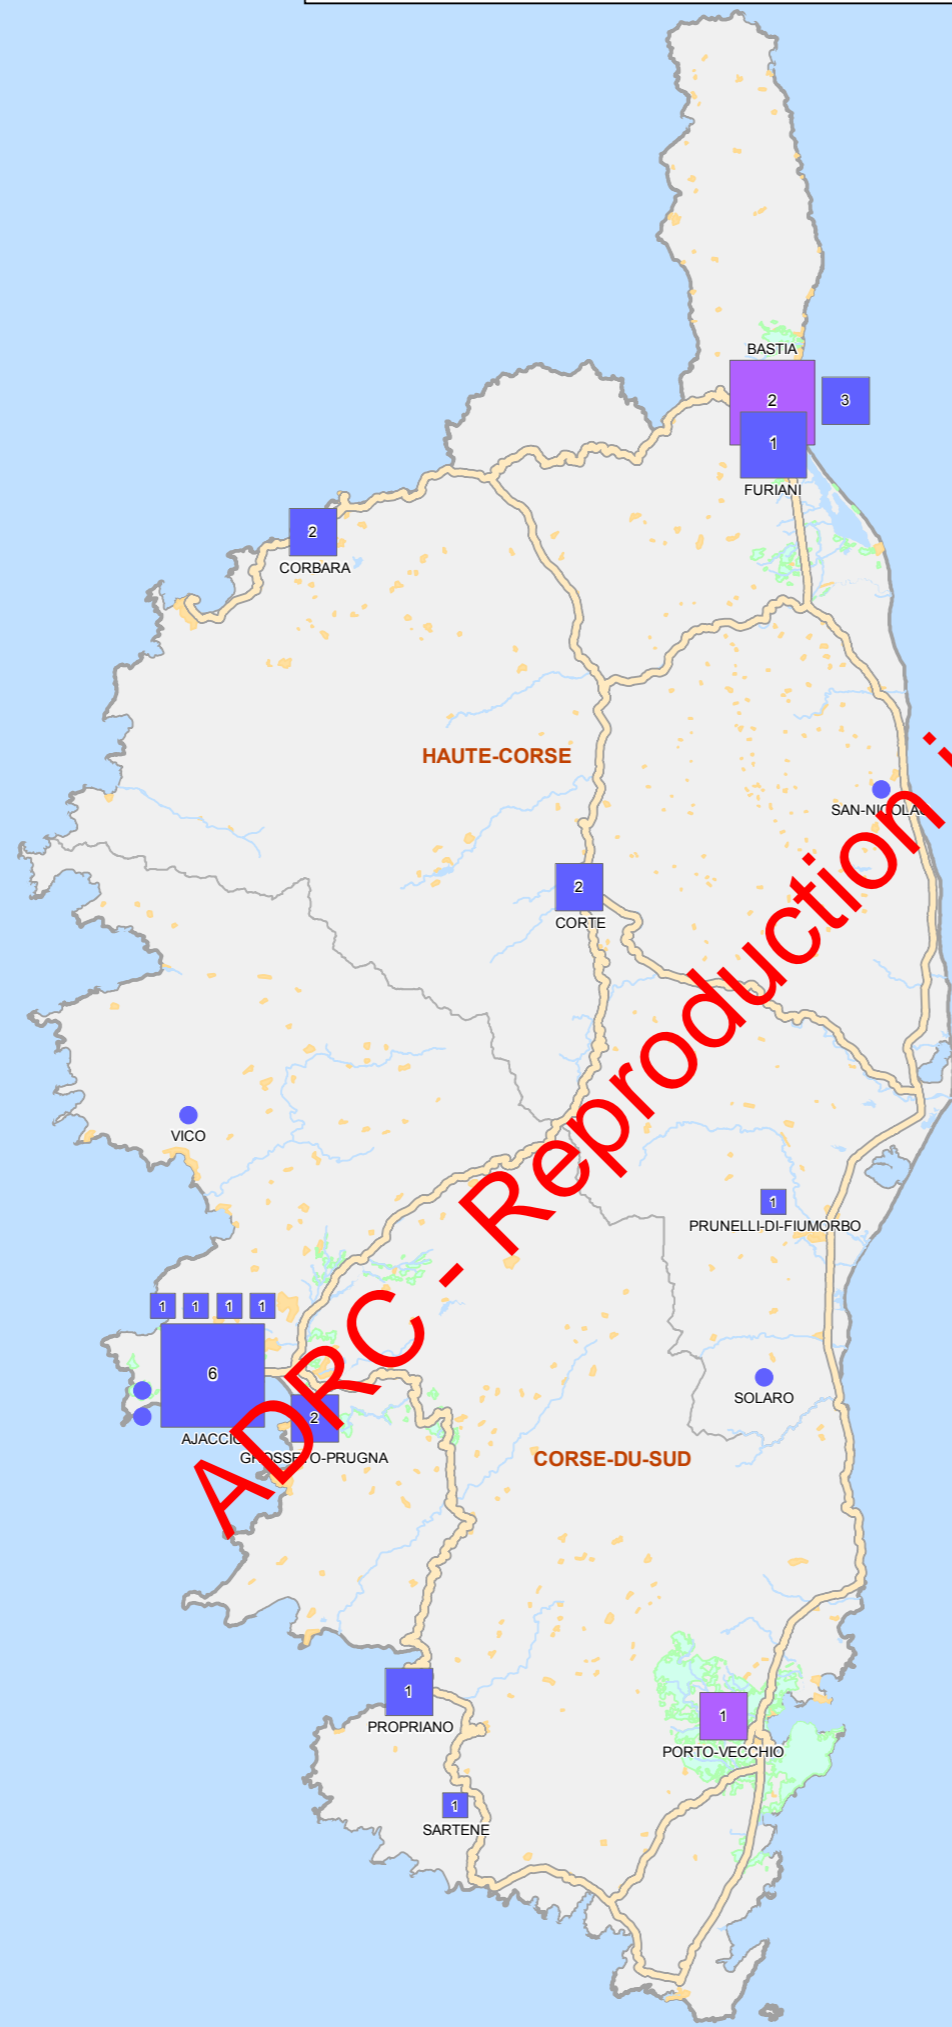 BASTIA
2
3
1
FURIANI
2
CORBARA
HAUTE-CORSE
SAN-NICOLAO
2
CORTE
VICO
1
PRUNELLI-DI-FIUMORBO
1 1 1 1
6
SOLARO
2
AJACCIO
GROSSETO-PRUGNA
CORSE-DU-SUD
1
PROPRIANO
1
PORTO-VECCHIO
1
SARTENE
ADRC - Reproduction